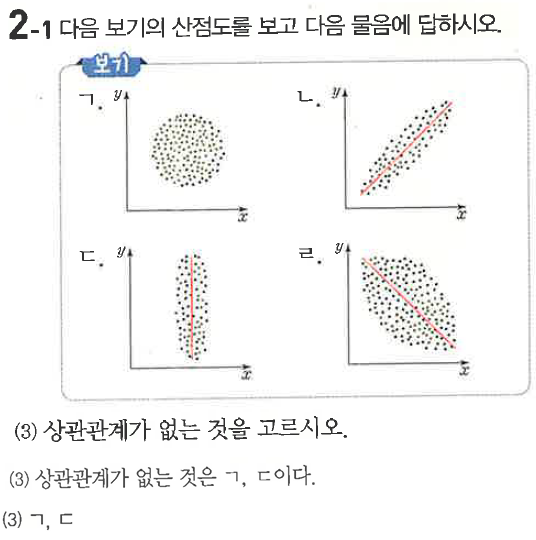 2-1 다음 보기의 산점도를 보고 다음 물음에 답하시오.
보기
ㄱ. y x
ㄴ. y x
ㄷ. y x
ㄹ. y x
(3) 상관관계가 없는 것을 고르시오.
(3) 상관관계가 없는 것은 ㄱ, ㄷ이다.
(3) ㄱ, ㄷ